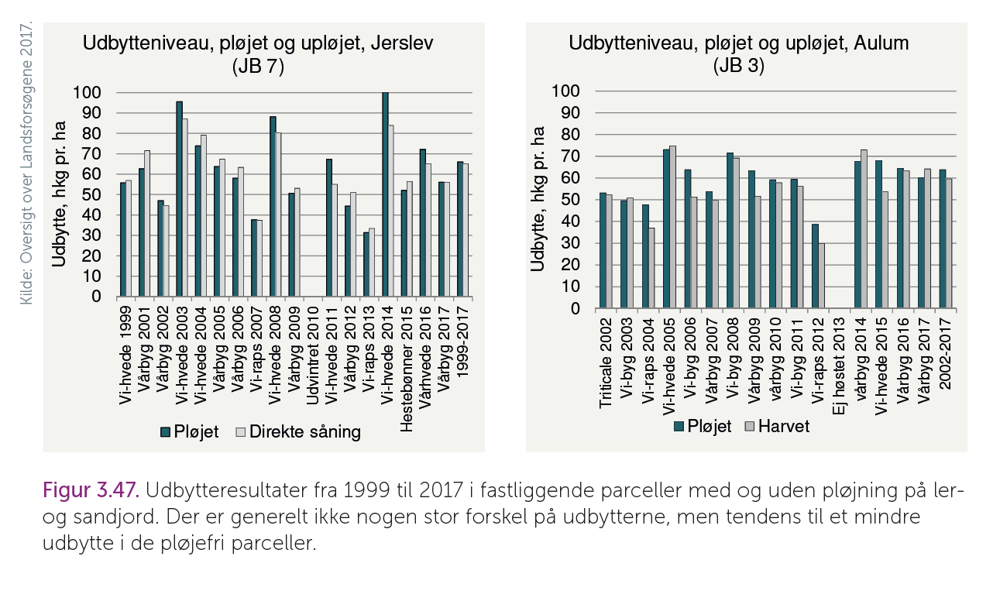 Kilde: Oversigt over Landsforsøgene 2017.
Udbytteniveau, pløjet og upløjet, Jerslev
(JB 7)
Udbytte, hkg pr. ha
100
90
80
70
60
50
40
30
20
10
0
Vi-hvede 1999
Vårbyg 2001
Vårbyg 2002
Vi-hvede 2003
Vi-hvede 2004
Vårbyg 2005
Vårbyg 2006
Vi-raps 2007
Vi-hvede 2008
Vårbyg 2009
Udvintret 2010
Vi-hvede 2011
Vårbyg 2012
Vi-raps 2013
Vi-hvede 2014
Hestebønner 2015
Vårhvede 2016
Vårbyg 2017
1999-2017
Pløjet Direkte såning
Udbytteniveau, pløjet og upløjet, Aulum
(JB 3)
Udbytte, hkg pr. ha
100
90
80
70
60
50
40
30
20
10
0
Triticale 2002
Vi-byg 2003
Vi-raps 2004
Vi-hvede 2005
Vi-byg 2006
Vårbyg 2007
Vi-byg 2008
Vårbyg 2009
vårbyg 2010
Vi-byg 2011
Vi-raps 2012
Ej høstet 2013
vårbyg 2014
Vi-hvede 2015
Vårbyg 2016
Vårbyg 2017
2002-2017
Pløjet Harvet
Figur 3.47. Udbytteresultater fra 1999 til 2017 i fastliggende parceller med og uden pløjning på ler-
og sandjord. Der er generelt ikke nogen stor forskel på udbytterne, men tendens til et mindre
udbytte i de pløjefri parceller.